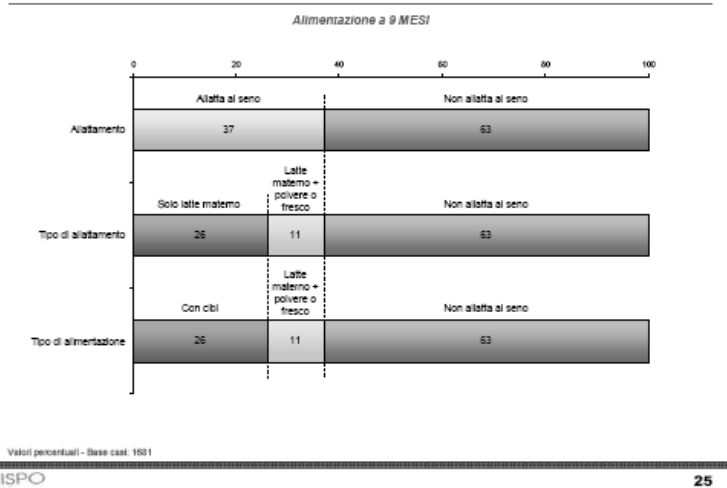 Alimentazione a 9 MESI
0 20 40 60 80 100
Allatta al seno Non allatta al seno
Allattamento 37 63
Latte
materno +
polvere o
fresco
Solo latte materno Non allatta al seno
Tipo di allattamento 26 11 63
Latte
materno +
polvere o
fresco
Con cibi Non allatta al seno
Tipo di alimentazione 26 11 63
Valori percentuali - Base casi: 1681
ISPO 25